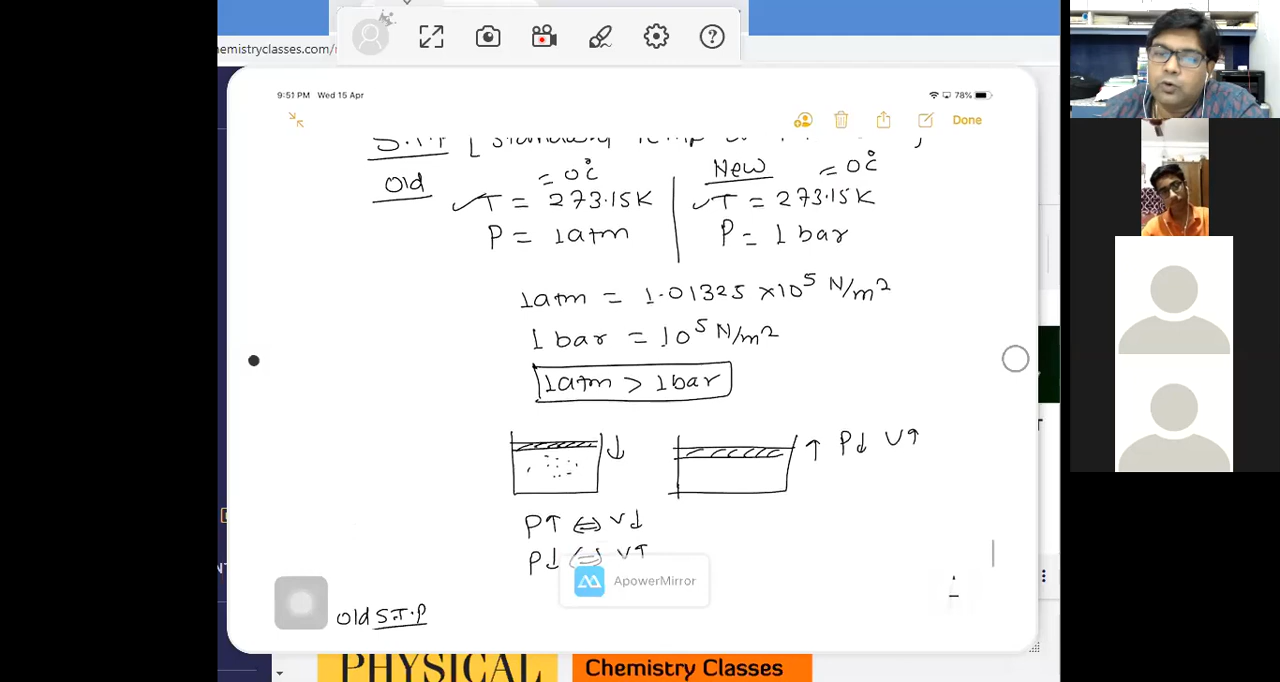 emistryclasses.com/
9:51 PM Wed 15 Apr
78%
Done
S.T.P
Old
= 0°C
T = 273.15K
P = 1atm
New
= 0°C
T = 273.15K
P = 1 bar
1atm = 1.01325 ×10⁵ N/m²
1 bar = 10⁵ N/m²
1atm > 1bar
↓
↑ P↓ V↑
P↑ ⇔ V↓
P↓ ⇔ V↑
ApowerMirror
old S.T.P
PHYSICAL
Chemistry Classes